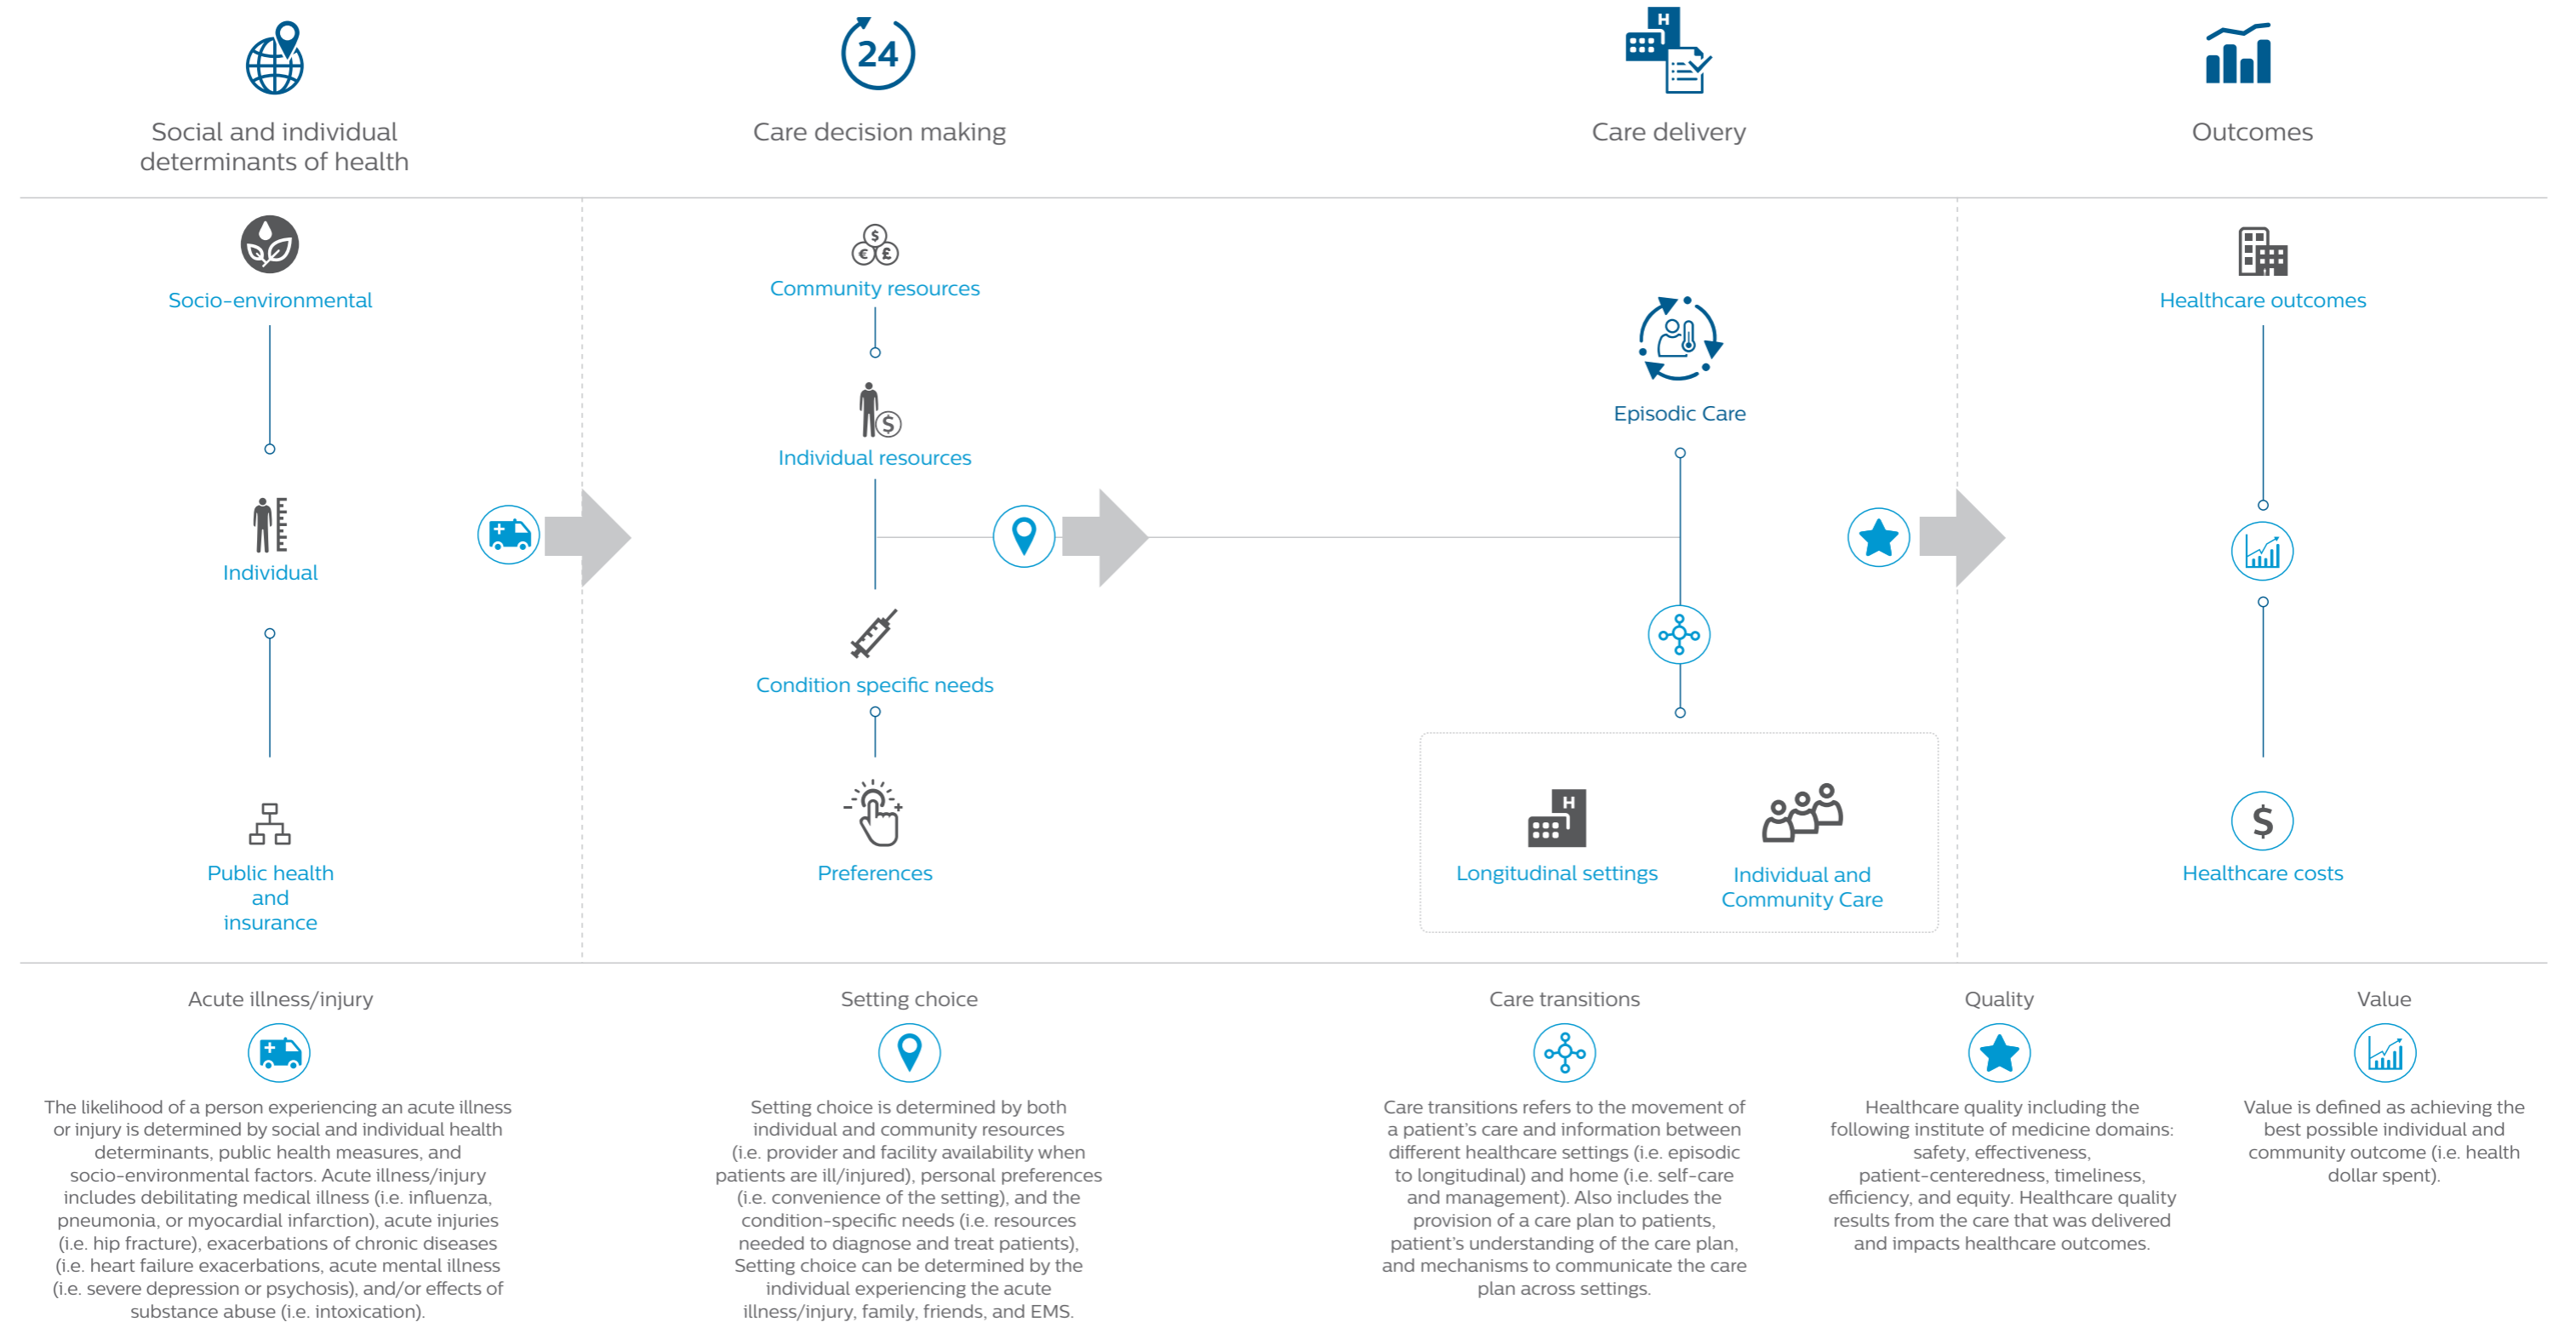 24
H
Social and individual
determinants of health
Care decision making
Care delivery
Outcomes
$
€ £
Socio-environmental
Community resources
Healthcare outcomes
$
Episodic Care
Individual resources
Individual
Condition specific needs
H
$
Public health
and
insurance
Preferences
Longitudinal settings
Individual and
Community Care
Healthcare costs
Acute illness/injury
The likelihood of a person experiencing an acute illness
or injury is determined by social and individual health
determinants, public health measures, and
socio-environmental factors. Acute illness/injury
includes debilitating medical illness (i.e. influenza,
pneumonia, or myocardial infarction), acute injuries
(i.e. hip fracture), exacerbations of chronic diseases
(i.e. heart failure exacerbations, acute mental illness
(i.e. severe depression or psychosis), and/or effects of
substance abuse (i.e. intoxication).
Setting choice
Setting choice is determined by both
individual and community resources
(i.e. provider and facility availability when
patients are ill/injured), personal preferences
(i.e. convenience of the setting), and the
condition-specific needs (i.e. resources
needed to diagnose and treat patients),
Setting choice can be determined by the
individual experiencing the acute
illness/injury, family, friends, and EMS.
Care transitions
Care transitions refers to the movement of
a patient's care and information between
different healthcare settings (i.e. episodic
to longitudinal) and home (i.e. self-care
and management). Also includes the
provision of a care plan to patients,
patient's understanding of the care plan,
and mechanisms to communicate the care
plan across settings.
Quality
Healthcare quality including the
following institute of medicine domains:
safety, effectiveness,
patient-centeredness, timeliness,
efficiency, and equity. Healthcare quality
results from the care that was delivered
and impacts healthcare outcomes.
Value
Value is defined as achieving the
best possible individual and
community outcome (i.e. health
dollar spent).